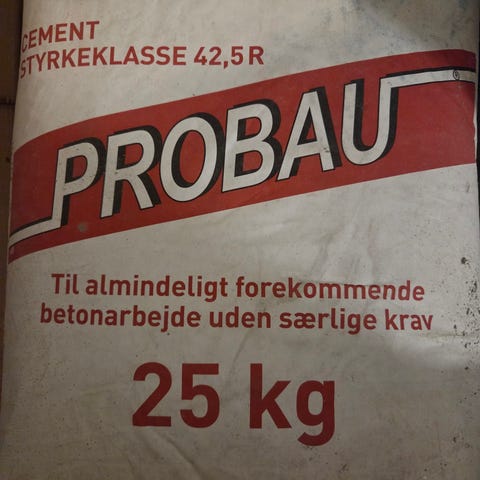 CEMENT
STYRKEKLASSE 42,5 R
PROBAU
Til almindeligt forekommende
betonarbejde uden særlige krav
25 kg